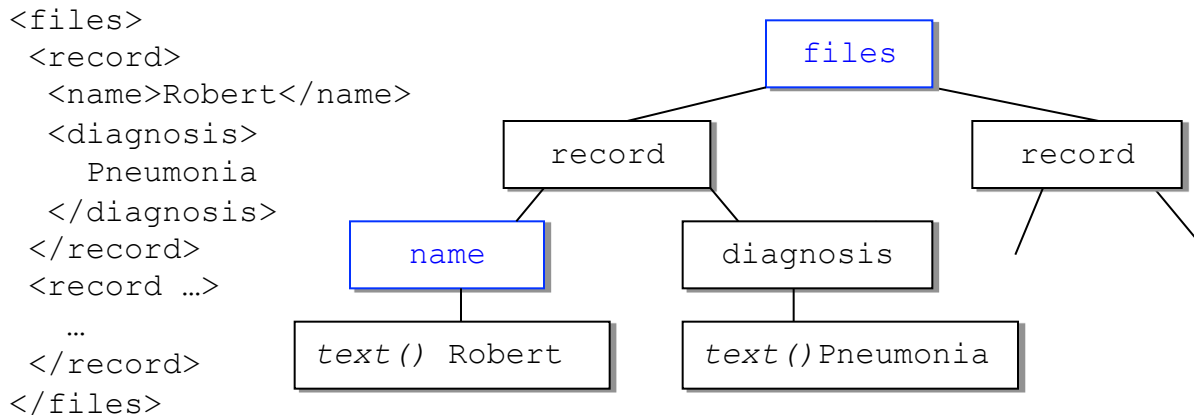 <files>
<record>
<name>Robert</name>
<diagnosis>
Pneumonia
</diagnosis>
</record>
<record …>
…
</record>
</files>
files
record
record
name
diagnosis
text() Robert
text()Pneumonia